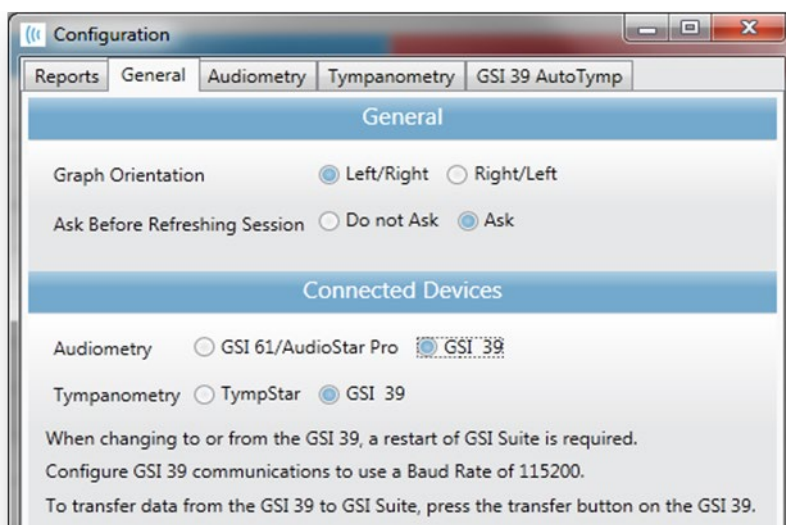 Configuration
Reports General Audiometry Tympanometry GSI 39 AutoTymp
General
Graph Orientation Left/Right Right/Left
Ask Before Refreshing Session Do not Ask Ask
Connected Devices
Audiometry GSI 61/AudioStar Pro GSI 39
Tympanometry TympStar GSI 39
When changing to or from the GSI 39, a restart of GSI Suite is required.
Configure GSI 39 communications to use a Baud Rate of 115200.
To transfer data from the GSI 39 to GSI Suite, press the transfer button on the GSI 39.